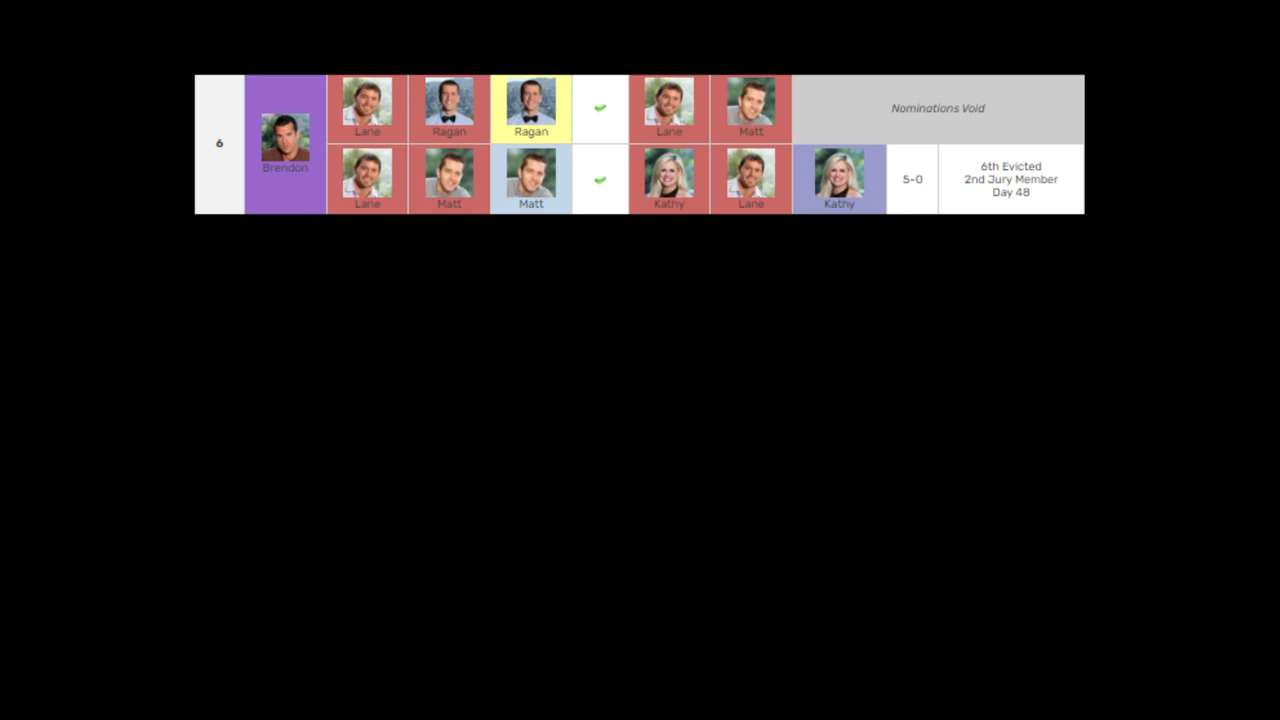 6
Brendon
Lane
Ragan
Ragan
Lane
Matt
Nominations Void
Lane
Matt
Matt
Kathy
Lane
Kathy
5-0
6th Evicted
2nd Jury Member
Day 48